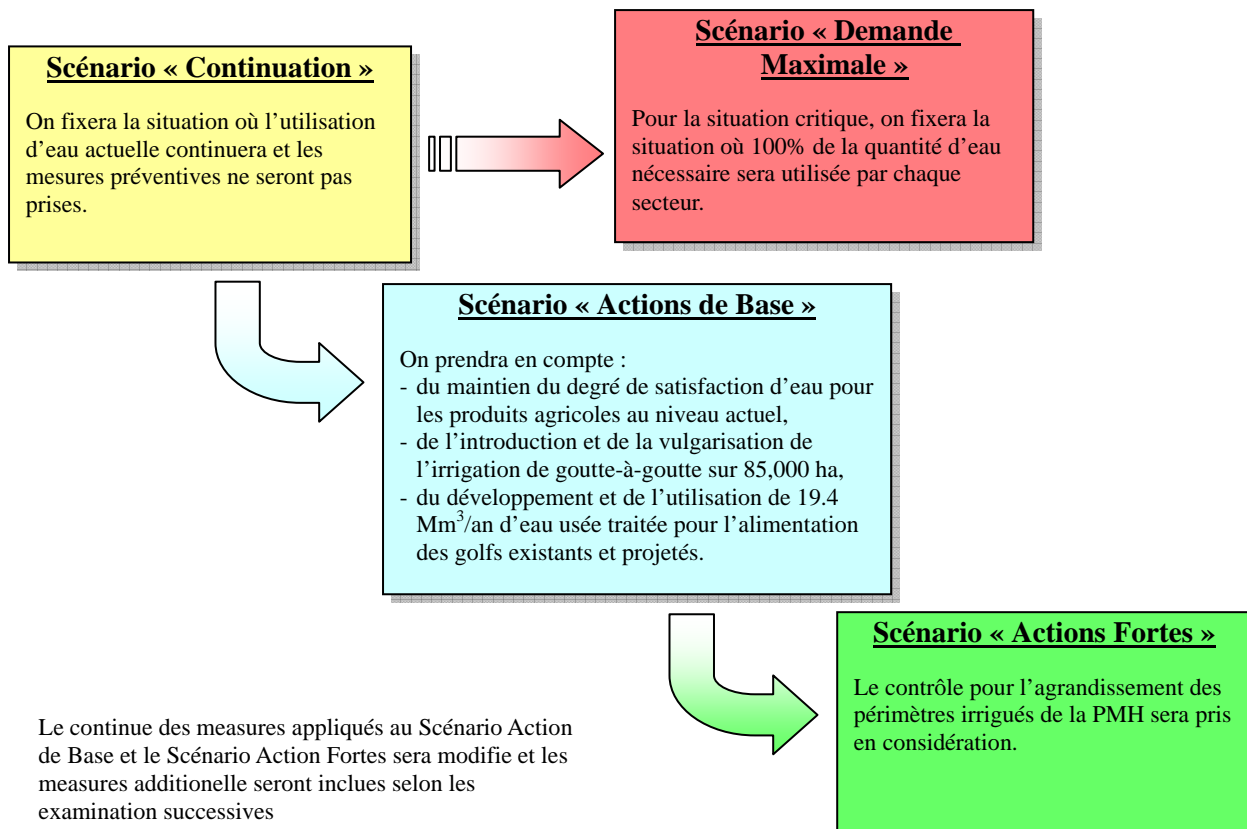 Scénario « Continuation »
On fixera la situation où l’utilisation
d’eau actuelle continuera et les
mesures préventives ne seront pas
prises.
Scénario « Demande
Maximale »
Pour la situation critique, on fixera la
situation où 100% de la quantité d’eau
nécessaire sera utilisée par chaque
secteur.
Scénario « Actions de Base »
On prendra en compte :
- du maintien du degré de satisfaction d’eau pour
les produits agricoles au niveau actuel,
- de l’introduction et de la vulgarisation de
l’irrigation de goutte-à-goutte sur 85,000 ha,
- du développement et de l’utilisation de 19.4
Mm³/an d’eau usée traitée pour l’alimentation
des golfs existants et projetés.
Scénario « Actions Fortes »
Le contrôle pour l’agrandissement des
périmètres irrigués de la PMH sera pris
en considération.
Le continue des measures appliqués au Scénario Action
de Base et le Scénario Action Fortes sera modifie et les
measures additionelle seront inclues selon les
examination successives